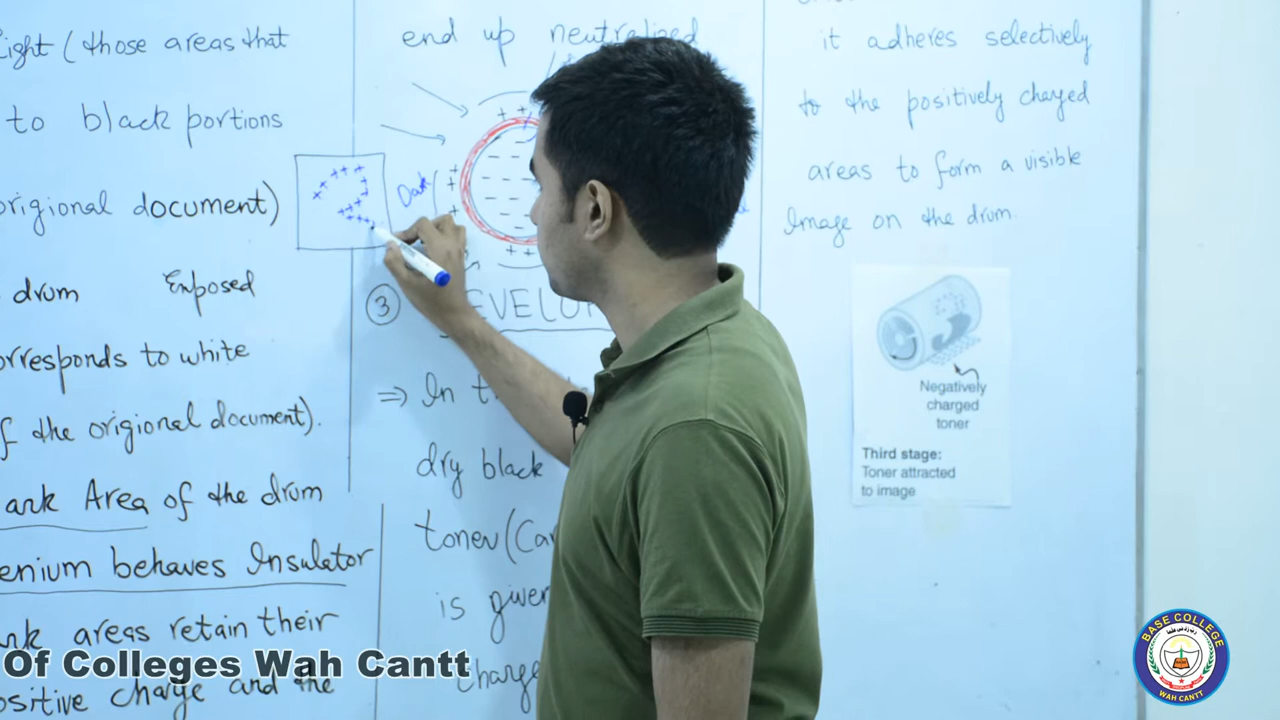 Light (those areas that
to black portions
origional document)
drum Exposed
orresponds to white
of the origional document).
ark Area of the drum
enium behaves Insulator
ark areas retain their
ositive charge and the
end up neutralized
Dark
3
=> In
dry black
toner (Car
is given
charge
it adheres selectively
to the positively charged
areas to form a visible
Image on the drum.
Negatively
charged
toner
Third stage:
Toner attracted
to image
Of Colleges Wah Cantt
BASE COLLEGE
WAH CANTT